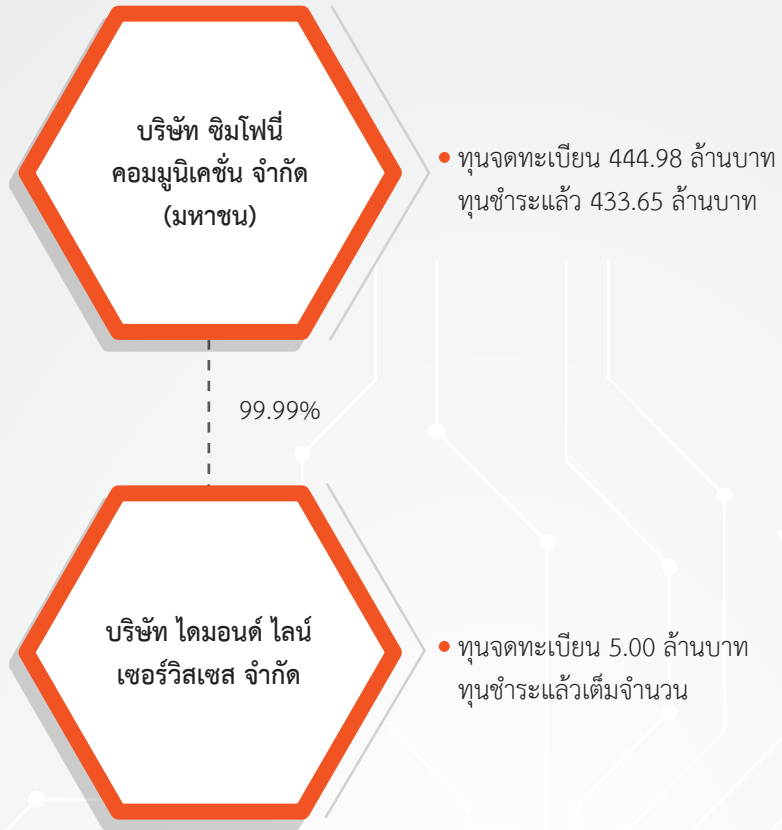 บริษัท ซิมโฟนี่
คอมมูนิเคชั่น จำกัด
(มหาชน)
• ทุนจดทะเบียน 444.98 ล้านบาท
ทุนชำระแล้ว 433.65 ล้านบาท
99.99%
บริษัท ไดมอนด์ ไลน์
เซอร์วิสเซส จำกัด
• ทุนจดทะเบียน 5.00 ล้านบาท
ทุนชำระแล้วเต็มจำนวน